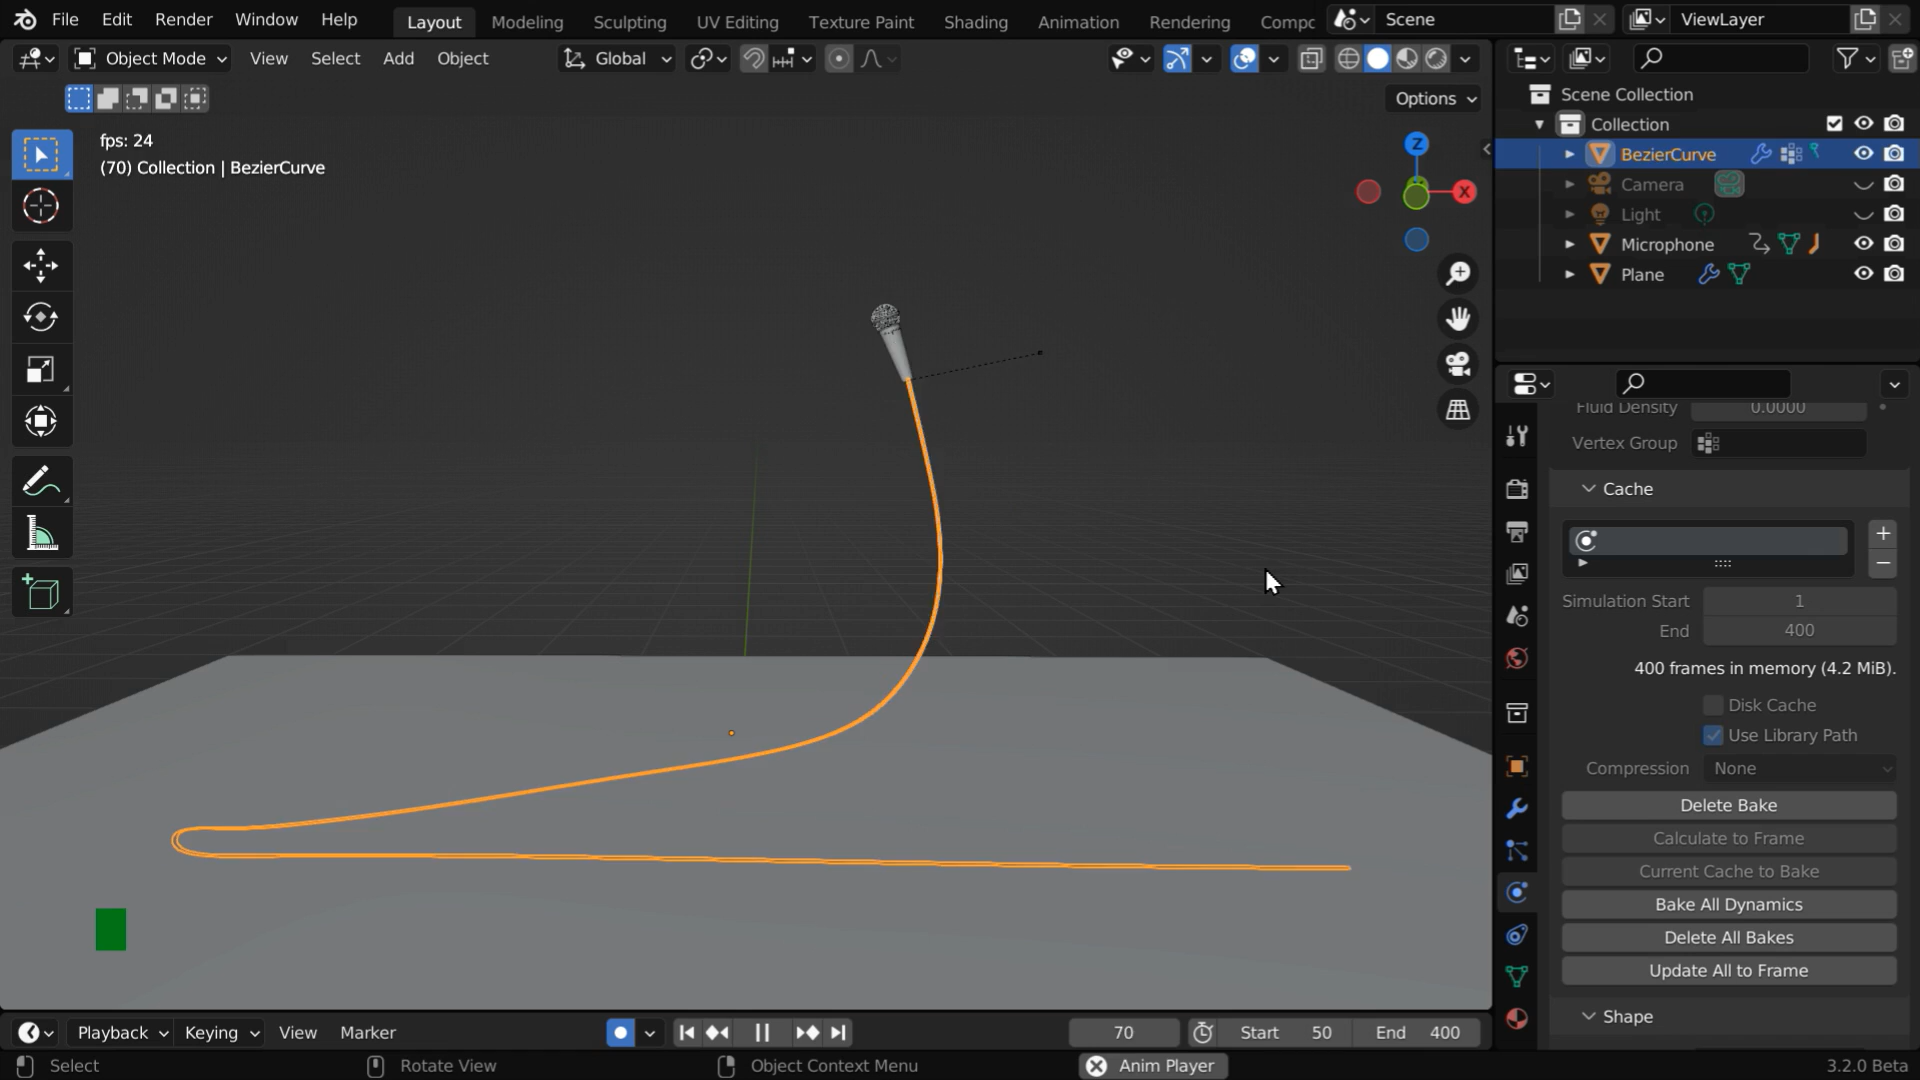 File Edit Render Window Help Layout Modeling Sculpting UV Editing Texture Paint Shading Animation Rendering Compo Scene ViewLayer
Object Mode View Select Add Object Global
Options
fps: 24
(70) Collection | BezierCurve
Z
X
Scene Collection
Collection
BezierCurve
Camera
Light
Microphone
Plane
Fluid Density 0.0000
Vertex Group
Cache
Simulation Start 1
End 400
400 frames in memory (4.2 MiB).
Disk Cache
Use Library Path
Compression None
Delete Bake
Calculate to Frame
Current Cache to Bake
Bake All Dynamics
Delete All Bakes
Update All to Frame
Shape
Playback Keying View Marker 70 Start 50 End 400
Select Rotate View Object Context Menu Anim Player 3.2.0 Beta